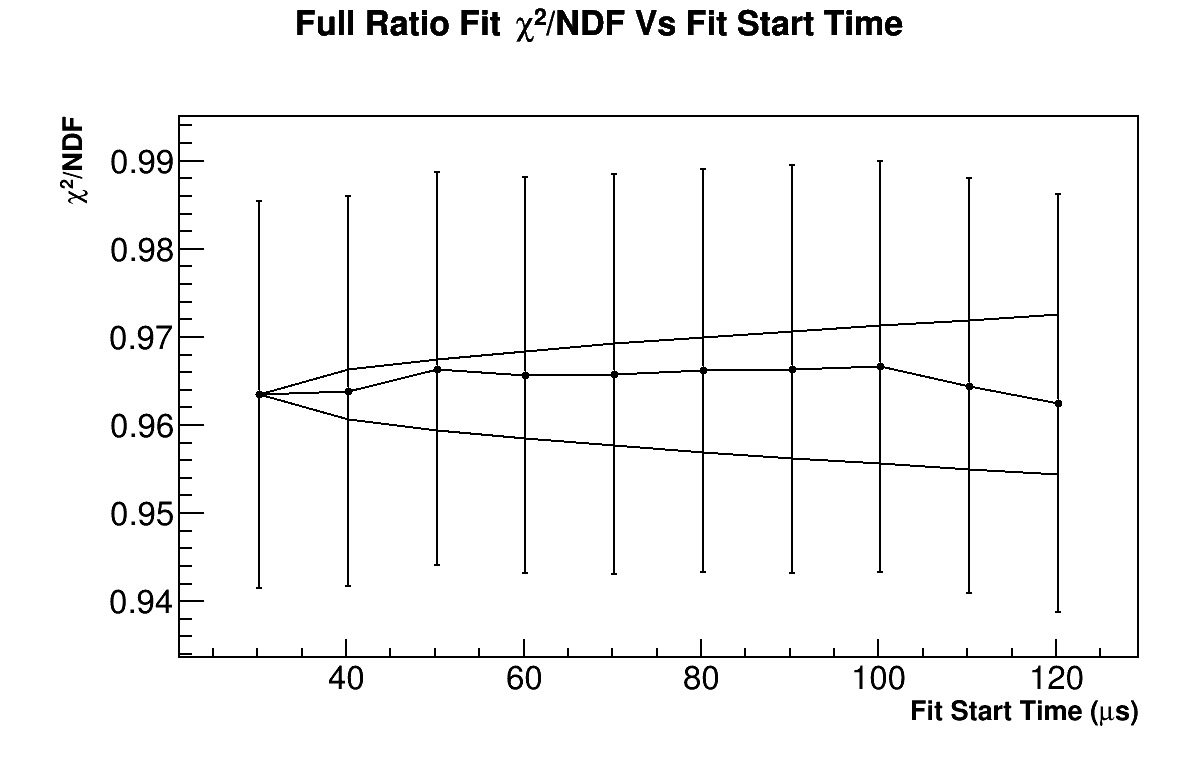 Full Ratio Fit χ²/NDF Vs Fit Start Time
χ²/NDF
0.99
0.98
0.97
0.96
0.95
0.94
40 60 80 100 120
Fit Start Time (μs)